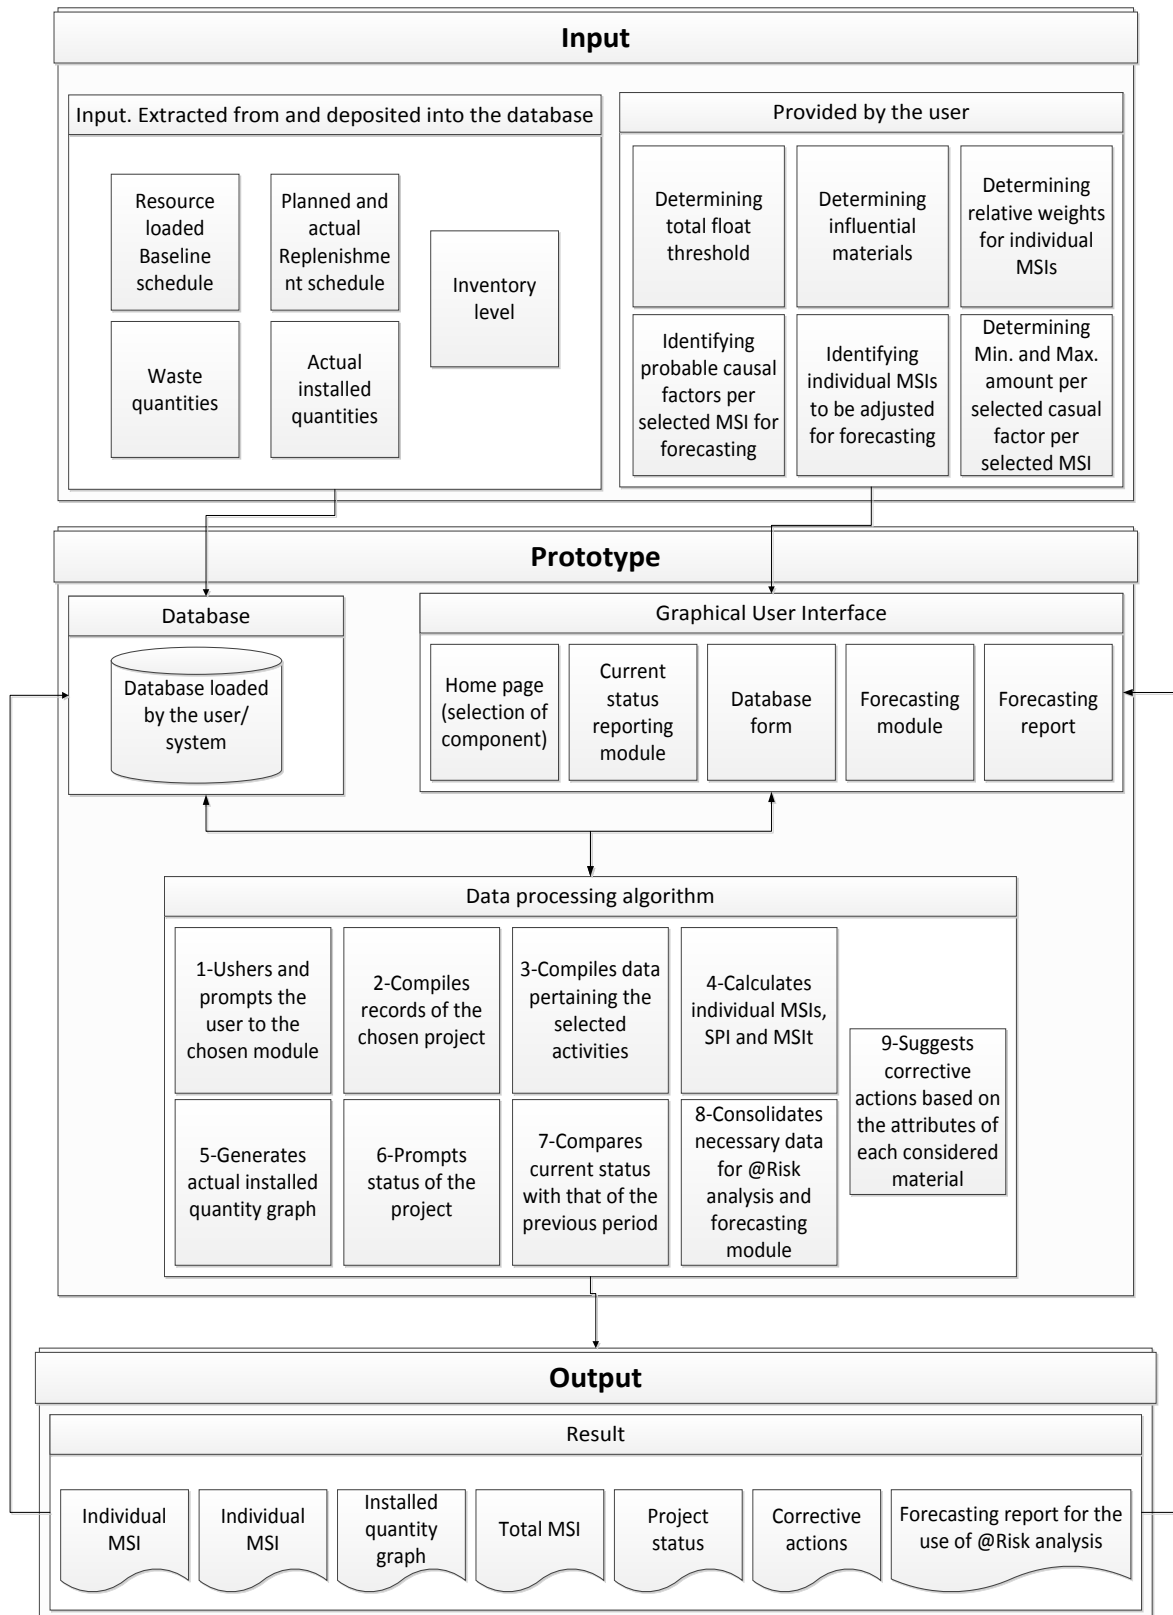 Input
Input. Extracted from and deposited into the database
Resource
loaded
Baseline
schedule
Planned and
actual
Replenishme
nt schedule
Inventory
level
Waste
quantities
Actual
installed
quantities
Provided by the user
Determining
total float
threshold
Determining
influential
materials
Determining
relative weights
for individual
MSIs
Identifying
probable causal
factors per
selected MSI for
forecasting
Identifying
individual MSIs
to be adjusted
for forecasting
Determining
Min. and Max.
amount per
selected casual
factor per
selected MSI
Prototype
Database
Database loaded
by the user/
system
Graphical User Interface
Home page
(selection of
component)
Current
status
reporting
module
Database
form
Forecasting
module
Forecasting
report
Data processing algorithm
1-Ushers and
prompts the
user to the
chosen module
2-Compiles
records of the
chosen project
3-Compiles data
pertaining the
selected
activities
4-Calculates
individual MSIs,
SPI and MSIt
5-Generates
actual installed
quantity graph
6-Prompts
status of the
project
7-Compares
current status
with that of the
previous period
8-Consolidates
necessary data
for @Risk
analysis and
forecasting
module
9-Suggests
corrective
actions based on
the attributes of
each considered
material
Output
Result
Individual
MSI
Individual
MSI
Installed
quantity
graph
Total MSI
Project
status
Corrective
actions
Forecasting report for the
use of @Risk analysis